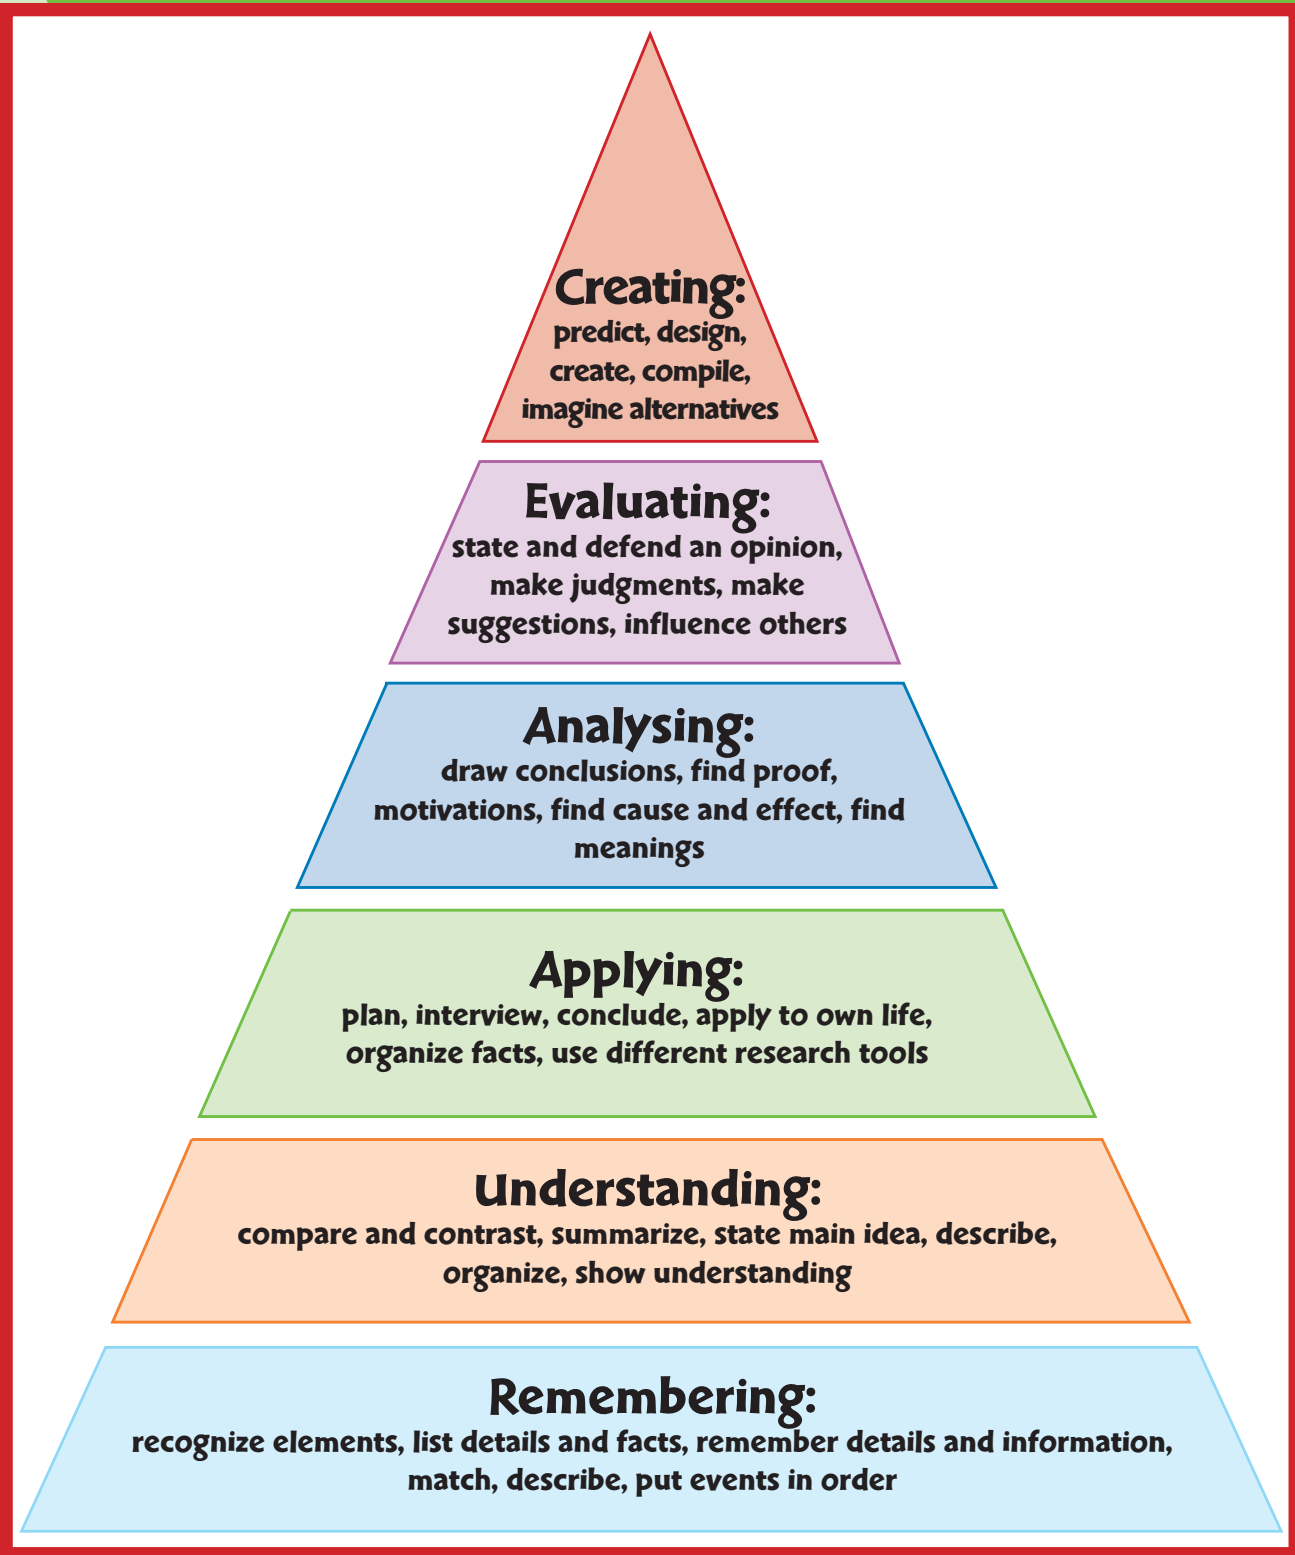 Creating:
predict, design,
create, compile,
imagine alternatives
Evaluating:
state and defend an opinion,
make judgments, make
suggestions, influence others
Analysing:
draw conclusions, find proof,
motivations, find cause and effect, find
meanings
Applying:
plan, interview, conclude, apply to own life,
organize facts, use different research tools
Understanding:
compare and contrast, summarize, state main idea, describe,
organize, show understanding
Remembering:
recognize elements, list details and facts, remember details and information,
match, describe, put events in order